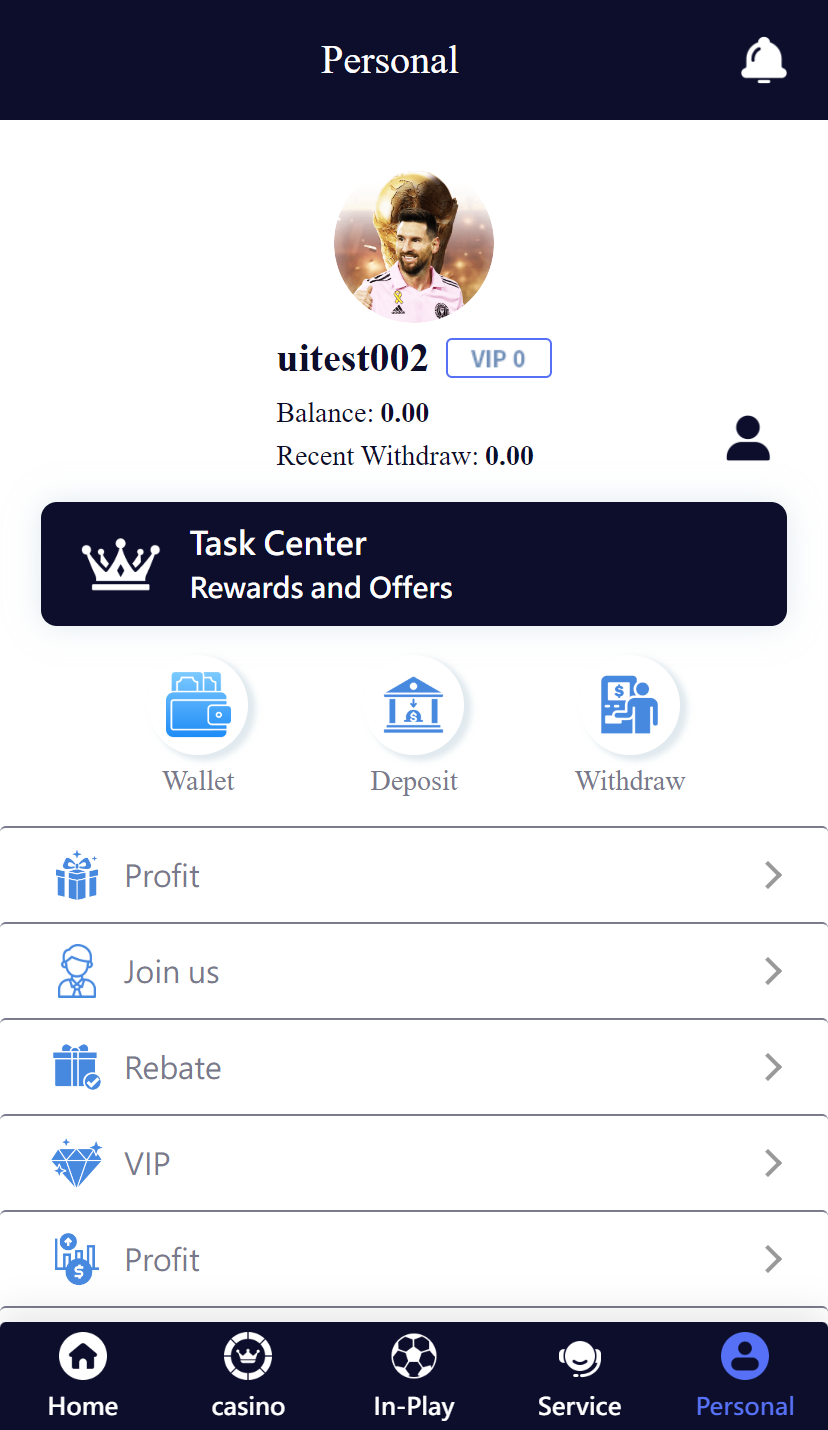 Personal
uitest002 VIP 0
Balance: 0.00
Recent Withdraw: 0.00
Task Center
Rewards and Offers
Wallet Deposit Withdraw
Profit
Join us
Rebate
VIP
Profit
Home casino In-Play Service Personal